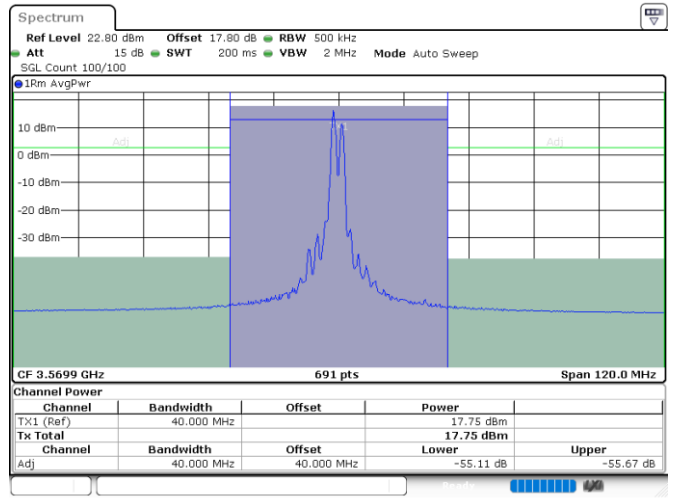 Spectrum
Ref Level 22.80 dBm Offset 17.80 dB RBW 500 kHz
Att 15 dB SWT 200 ms VBW 2 MHz Mode Auto Sweep
SGL Count 100/100
1Rm AvgPwr
10 dBm
Adj Adj
0 dBm
-10 dBm
-20 dBm
-30 dBm
CF 3.5699 GHz 691 pts Span 120.0 MHz
Channel Power
Channel Bandwidth Offset Power
TX1 (Ref) 40.000 MHz 17.75 dBm
Tx Total 17.75 dBm
Channel Bandwidth Offset Lower Upper
Adj 40.000 MHz 40.000 MHz -55.11 dB -55.67 dB